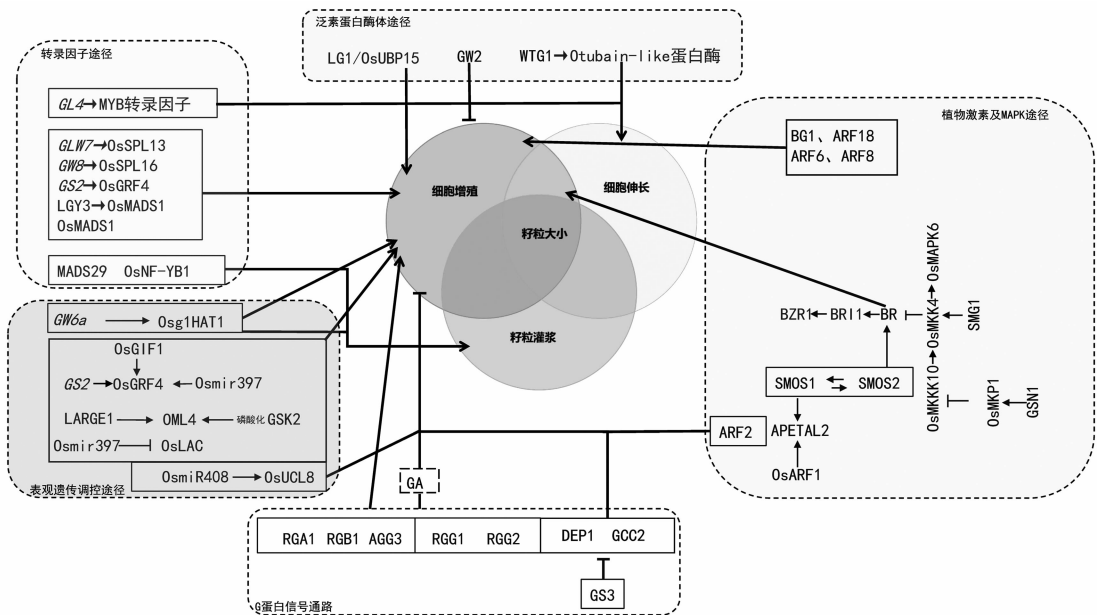 泛素蛋白酶体途径
LG1/OsUBP15 GW2 WTG1→Otubain-like蛋白酶
转录因子途径
GL4→MYB转录因子
GLW7→OsSPL13
GW8→OsSPL16
GS2→OsGRF4
LGY3→OsMADS1
OsMADS1
MADS29 OsNF-YB1
细胞增殖
细胞伸长
籽粒大小
籽粒灌浆
植物激素及MAPK途径
BG1、ARF18
ARF6、ARF8
OsMAPK6
OsMKK4
OsMKKK10
SMG1
BZR1←BRI1←BR
OsMKP1
GSN1
SMOS1 SMOS2
ARF2
APETAL2
OsARF1
GW6a → Osg1HAT1
OsGIF1
GS2→OsGRF4←Osmir397
LARGE1→OML4←磷酸化GSK2
Osmir397 OsLAC
OsmiR408→OsUCL8
表观遗传调控途径
GA
RGA1 RGB1 AGG3 RGG1 RGG2 DEP1 GCC2
GS3
G蛋白信号通路